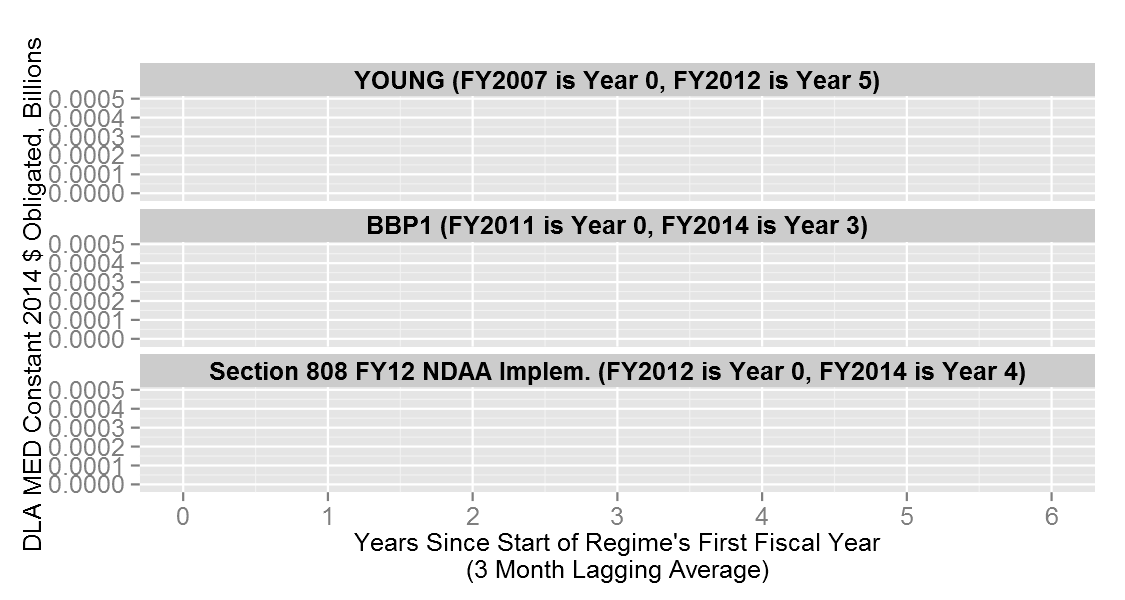 DLA MED Constant 2014 $ Obligated, Billions
YOUNG (FY2007 is Year 0, FY2012 is Year 5)
0.0005
0.0004
0.0003
0.0002
0.0001
0.0000
BBP1 (FY2011 is Year 0, FY2014 is Year 3)
0.0005
0.0004
0.0003
0.0002
0.0001
0.0000
Section 808 FY12 NDAA Implem. (FY2012 is Year 0, FY2014 is Year 4)
0.0005
0.0004
0.0003
0.0002
0.0001
0.0000
0 1 2 3 4 5 6
Years Since Start of Regime's First Fiscal Year
(3 Month Lagging Average)